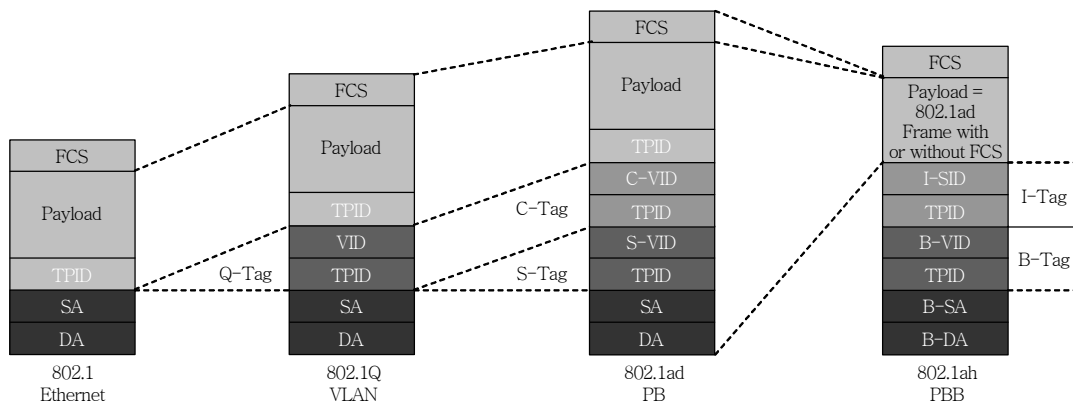 FCS
Payload
TPID
SA
DA
802.1
Ethernet
Q-Tag
FCS
Payload
TPID
VID
TPID
SA
DA
802.1Q
VLAN
C-Tag
S-Tag
FCS
Payload
TPID
C-VID
TPID
S-VID
TPID
SA
DA
802.1ad
PB
FCS
Payload =
802.1ad
Frame with
or without FCS
I-SID
TPID
B-VID
TPID
B-SA
B-DA
802.1ah
PBB
I-Tag
B-Tag